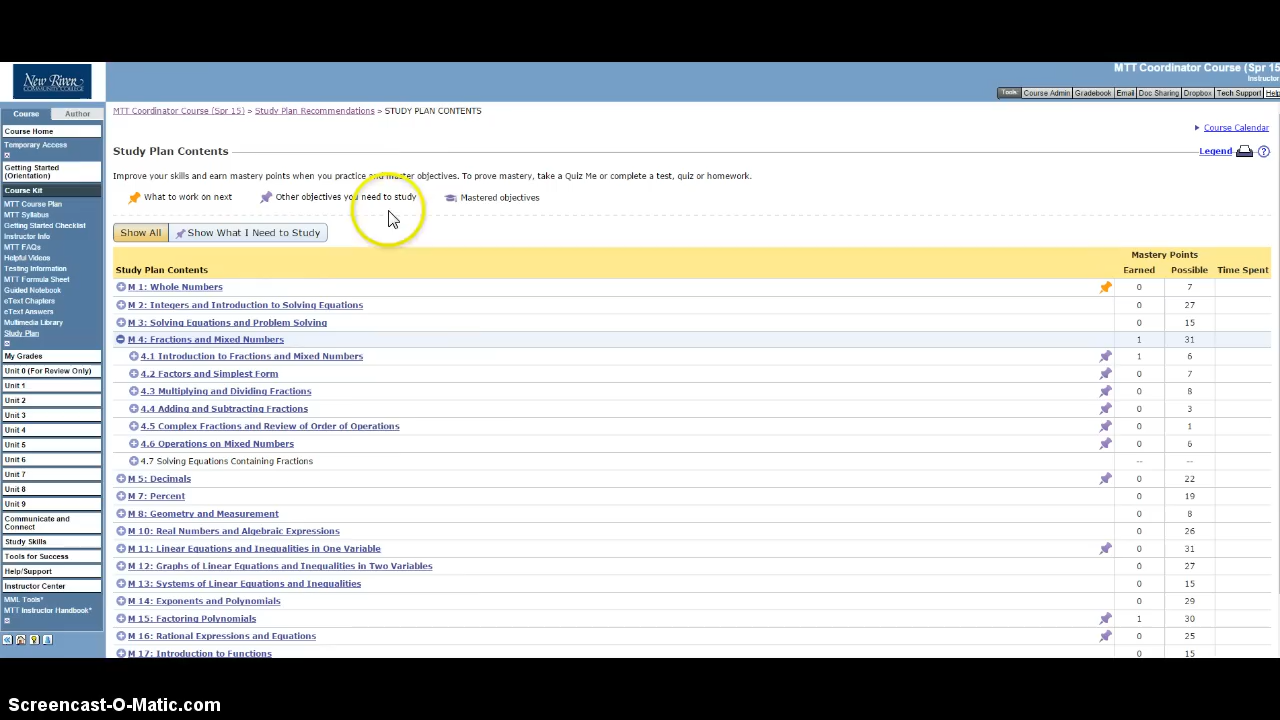 New River
COMMUNITY COLLEGE
MTT Coordinator Course (Spr 15
Instructor
Tools Course Admin Gradebook Email Doc Sharing Dropbox Tech Support Help
Course Author
Course Home
Temporary Access
Getting Started
(Orientation)
Course Kit
MTT Course Plan
MTT Syllabus
Getting Started Checklist
Instructor Info
MTT FAQs
Helpful Videos
Testing Information
MTT Formula Sheet
Guided Notebook
eText Chapters
eText Answers
Multimedia Library
Study Plan
My Grades
Unit 0 (For Review Only)
Unit 1
Unit 2
Unit 3
Unit 4
Unit 5
Unit 6
Unit 7
Unit 8
Unit 9
Communicate and
Connect
Study Skills
Tools for Success
Help/Support
Instructor Center
MML Tools*
MTT Instructor Handbook*
MTT Coordinator Course (Spr 15) > Study Plan Recommendations > STUDY PLAN CONTENTS
Course Calendar
Study Plan Contents
Legend
Improve your skills and earn mastery points when you practice and master objectives. To prove mastery, take a Quiz Me or complete a test, quiz or homework.
What to work on next Other objectives you need to study Mastered objectives
Show All Show What I Need to Study
Mastery Points
Study Plan Contents Earned Possible Time Spent
M 1: Whole Numbers 0 7
M 2: Integers and Introduction to Solving Equations 0 27
M 3: Solving Equations and Problem Solving 0 15
M 4: Fractions and Mixed Numbers 1 31
4.1 Introduction to Fractions and Mixed Numbers 1 6
4.2 Factors and Simplest Form 0 7
4.3 Multiplying and Dividing Fractions 0 8
4.4 Adding and Subtracting Fractions 0 3
4.5 Complex Fractions and Review of Order of Operations 0 1
4.6 Operations on Mixed Numbers 0 6
4.7 Solving Equations Containing Fractions -- --
M 5: Decimals 0 22
M 7: Percent 0 19
M 8: Geometry and Measurement 0 8
M 10: Real Numbers and Algebraic Expressions 0 26
M 11: Linear Equations and Inequalities in One Variable 0 31
M 12: Graphs of Linear Equations and Inequalities in Two Variables 0 27
M 13: Systems of Linear Equations and Inequalities 0 15
M 14: Exponents and Polynomials 0 29
M 15: Factoring Polynomials 1 30
M 16: Rational Expressions and Equations 0 25
M 17: Introduction to Functions 0 15
Screencast-O-Matic.com